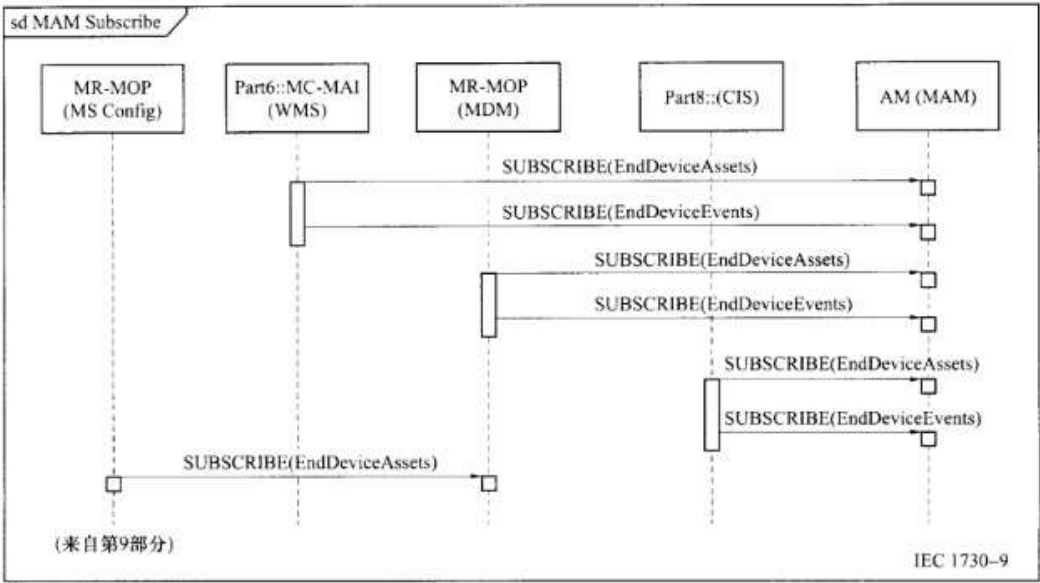 sd MAM Subscribe
MR-MOP
(MS Config)
Part6::MC-MAI
(WMS)
MR-MOP
(MDM)
Part8::(CIS)
AM (MAM)
SUBSCRIBE(EndDeviceAssets)
SUBSCRIBE(EndDeviceEvents)
SUBSCRIBE(EndDeviceAssets)
SUBSCRIBE(EndDeviceEvents)
SUBSCRIBE(EndDeviceAssets)
SUBSCRIBE(EndDeviceEvents)
SUBSCRIBE(EndDeviceAssets)
(来自第9部分)
IEC 1730-9